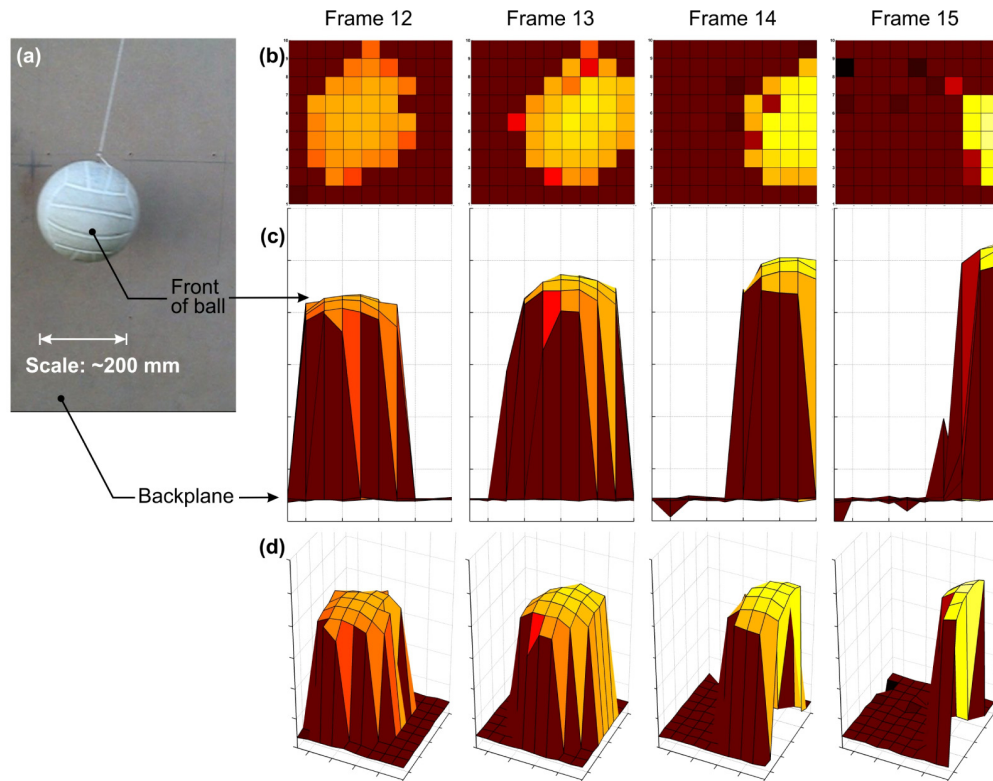 Frame 12
Frame 13
Frame 14
Frame 15
(a)
(b)
(c)
Front
of ball
Scale: ~200 mm
Backplane
(d)